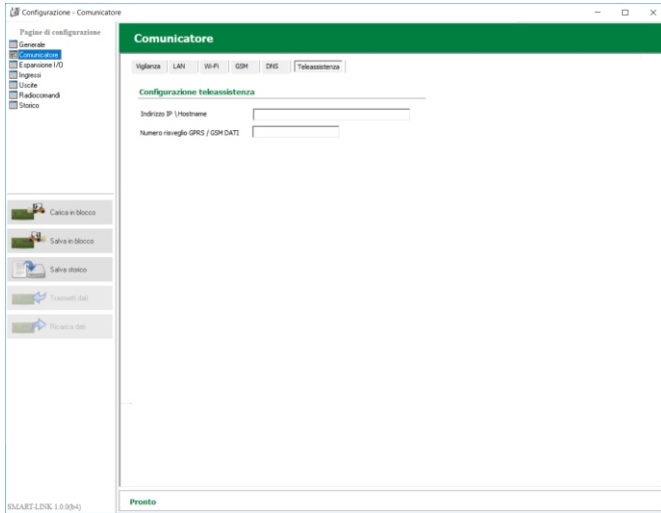 Configurazione - Comunicatore
Pagine di configurazione
Generale
Comunicatore
Espansione I/O
Ingressi
Uscite
Radiocomandi
Storico
Carica in blocco
Salva in blocco
Salva storico
Trasmetti dati
Ricarica dati
SMART-LINK 1.0.0(b4)
Comunicatore
Vigilanza LAN Wi-Fi GSM DNS Teleassistenza
Configurazione teleassistenza
Indirizzo IP \ Hostname
Numero risveglio GPRS / GSM DATI
Pronto